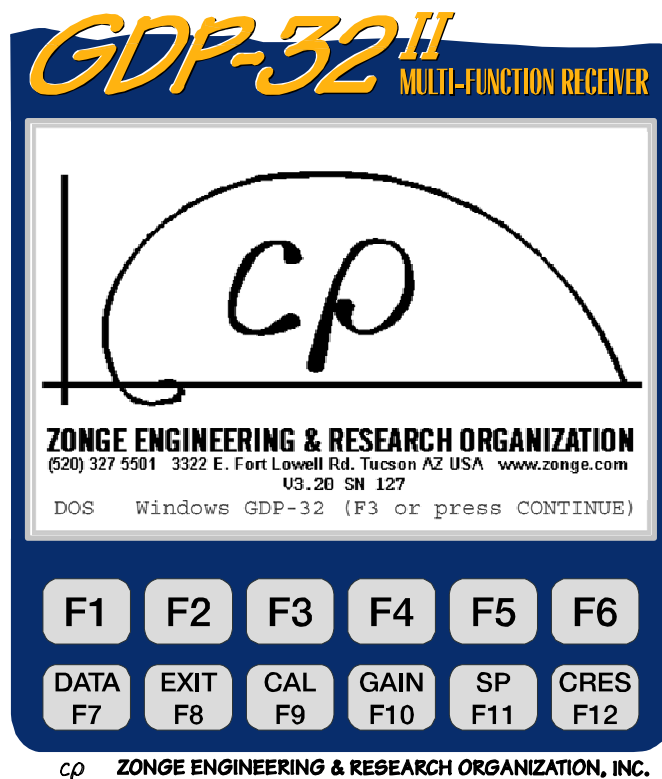 GDP-32 II
MULTI-FUNCTION RECEIVER
cρ
ZONGE ENGINEERING & RESEARCH ORGANIZATION
(520) 327 5501 3322 E. Fort Lowell Rd. Tucson AZ USA www.zonge.com
V3.20 SN 127
DOS Windows GDP-32 (F3 or press CONTINUE)
F1 F2 F3 F4 F5 F6
DATA EXIT CAL GAIN SP CRES
F7 F8 F9 F10 F11 F12
cρ ZONGE ENGINEERING & RESEARCH ORGANIZATION, INC.